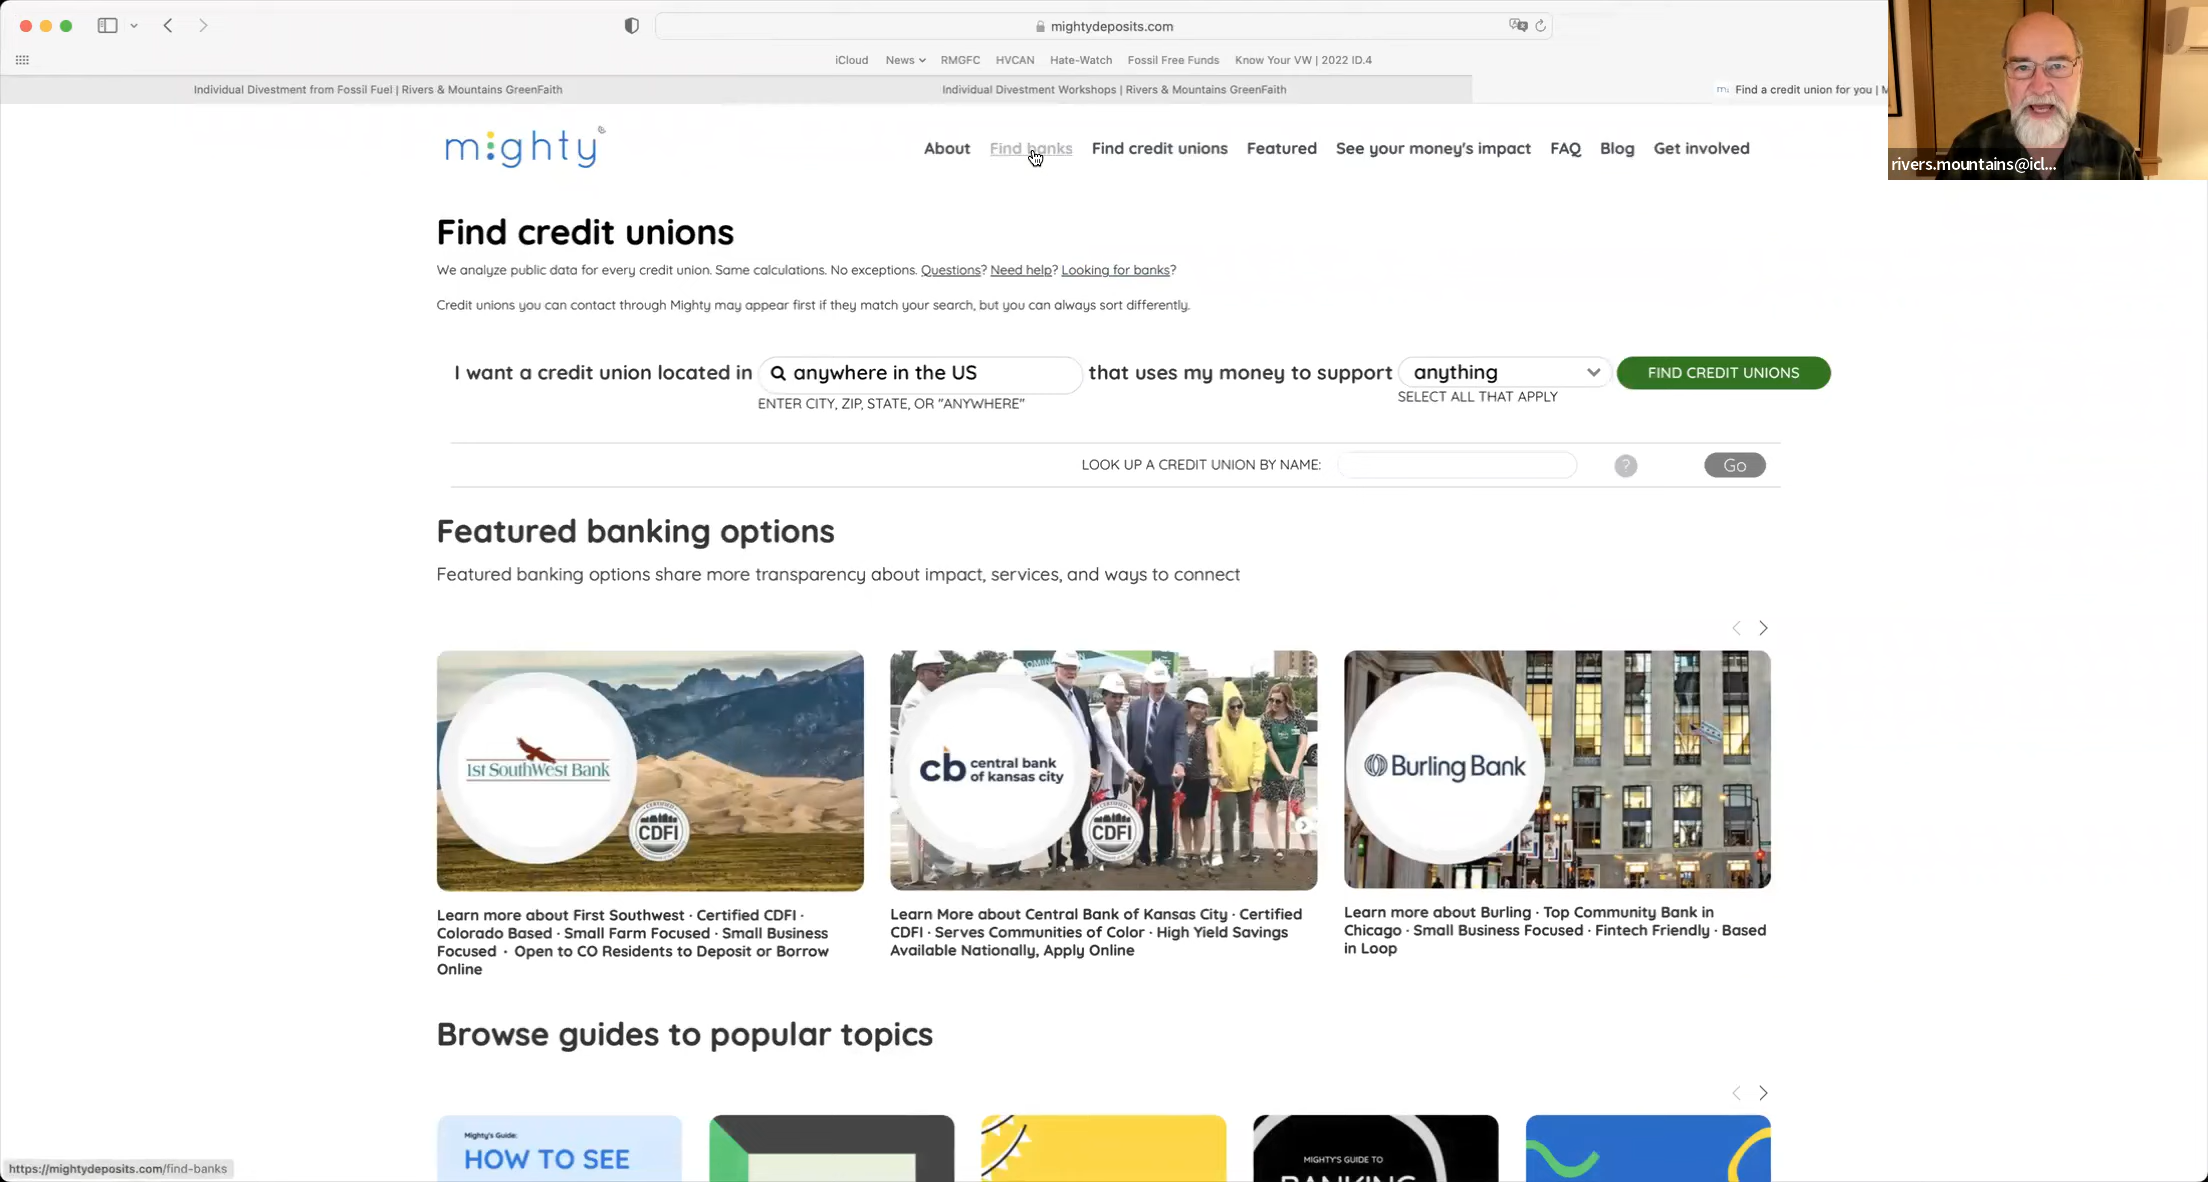 mightydeposits.com
iCloud News RMGFC HVCAN Hate-Watch Fossil Free Funds Know Your VW | 2022 ID.4
Individual Divestment from Fossil Fuel | Rivers & Mountains GreenFaith
Individual Divestment Workshops | Rivers & Mountains GreenFaith
Find a credit union for you | M
rivers.mountains@icl...
mighty
About Find banks Find credit unions Featured See your money's impact FAQ Blog Get involved
Find credit unions
We analyze public data for every credit union. Same calculations. No exceptions. Questions? Need help? Looking for banks?
Credit unions you can contact through Mighty may appear first if they match your search, but you can always sort differently.
I want a credit union located in anywhere in the US that uses my money to support anything FIND CREDIT UNIONS
ENTER CITY, ZIP, STATE, OR "ANYWHERE"
SELECT ALL THAT APPLY
LOOK UP A CREDIT UNION BY NAME: ? Go
Featured banking options
Featured banking options share more transparency about impact, services, and ways to connect
1st SouthWest Bank
CDFI
cb central bank
of kansas city
CDFI
Burling Bank
Learn more about First Southwest · Certified CDFI ·
Colorado Based · Small Farm Focused · Small Business
Focused · Open to CO Residents to Deposit or Borrow
Online
Learn More about Central Bank of Kansas City · Certified
CDFI · Serves Communities of Color · High Yield Savings
Available Nationally, Apply Online
Learn more about Burling · Top Community Bank in
Chicago · Small Business Focused · Fintech Friendly · Based
in Loop
Browse guides to popular topics
Mighty's Guide:
HOW TO SEE
MIGHTY'S GUIDE TO
BANKING
https://mightydeposits.com/find-banks